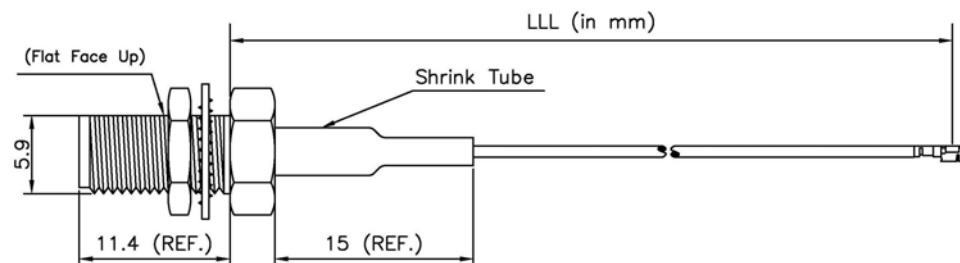 LLL (in mm)
(Flat Face Up)
Shrink Tube
5.9
11.4 (REF.)
15 (REF.)